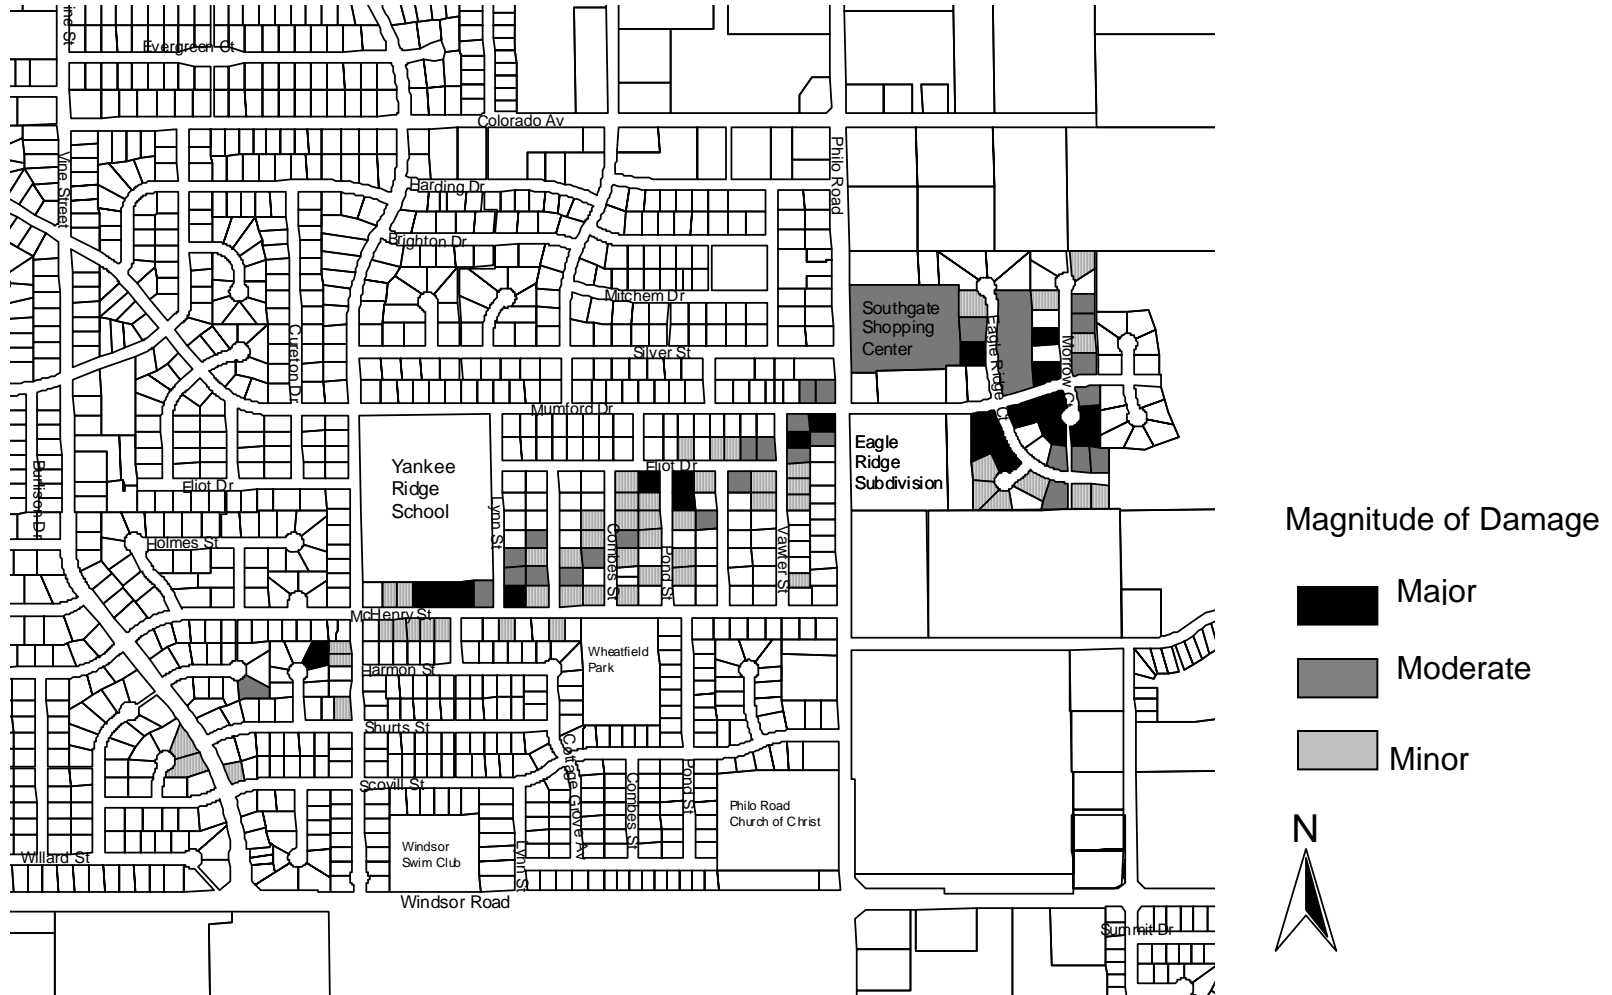 ine St
Evergreen Ct
Colorado Av
Vine Street
Philo Road
Harding Dr
Brighton Dr
Mitchem Dr
Southgate
Shopping
Center
Cureton Dr
Silver St
Eagle Ridge Ct
Morrow Ct
Mumford Dr
Eagle
Ridge
Subdivision
Yankee
Ridge
School
Eliot Dr
Burlison Dr
Eliot Dr
Lynn St
Combes St
Pond St
Vawter St
Holmes St
Magnitude of Damage
Major
Moderate
Minor
McHenry St
Wheatfield
Park
Harmon St
Shurts St
Cottage Grove Av
Scovill St
Combes St
Pond St
Philo Road
Church of Christ
Windsor
Swim Club
Lynn St
Willard St
Windsor Road
Summit Dr
N